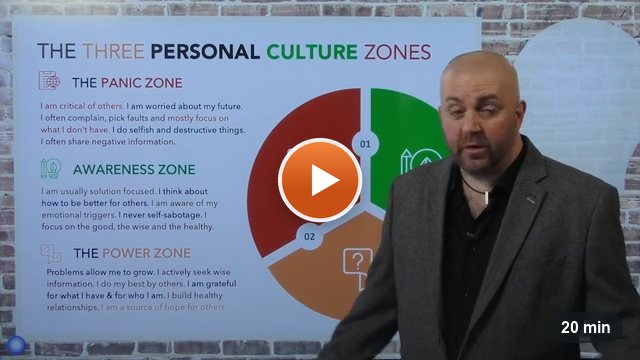 THE THREE PERSONAL CULTURE ZONES
THE PANIC ZONE
I am critical of others. I am worried about my future.
I often complain, pick faults and mostly focus on
what I don't have. I do selfish and destructive things.
I often share negative information.
AWARENESS ZONE
I am usually solution focused. I think about
how to be better for others. I am aware of my
emotional triggers. I never self-sabotage. I
focus on the good, the wise and the healthy.
THE POWER ZONE
Problems allow me to grow. I actively seek wise
information. I do my best by others. I am grateful
for what I have & for who I am. I build healthy
relationships. I am a source of hope for others.
01
02
20 min